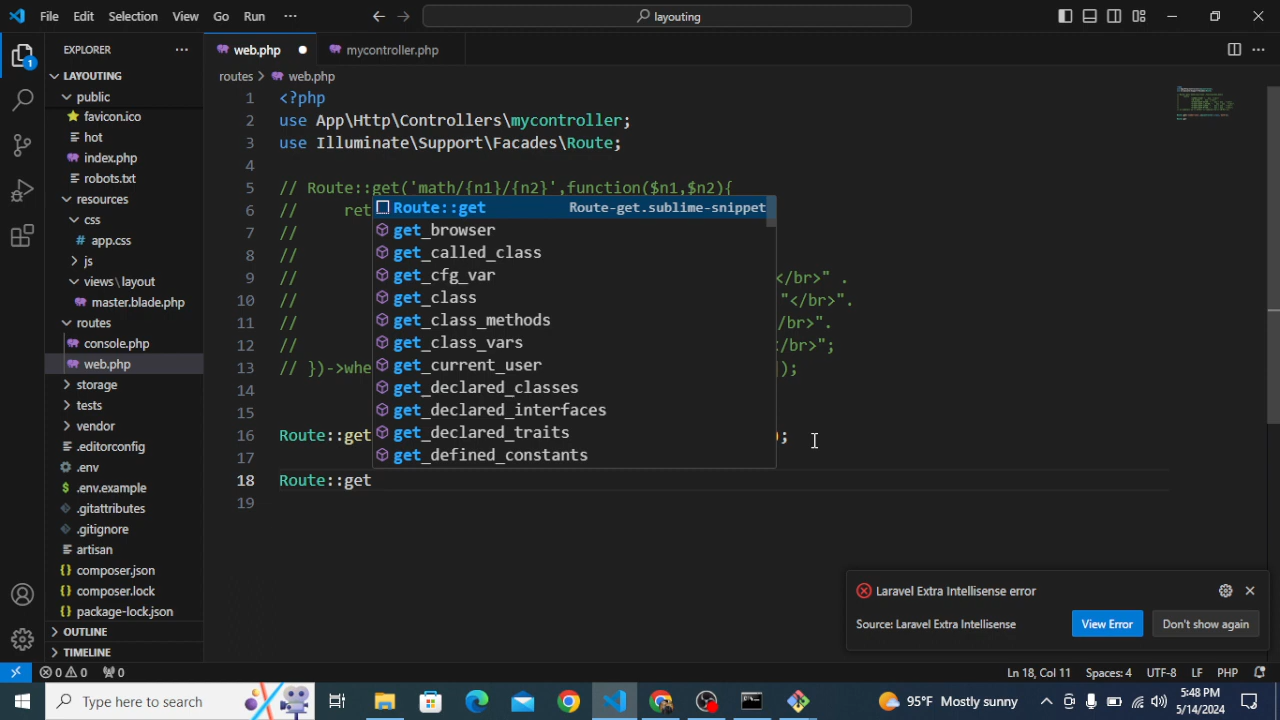 File Edit Selection View Go Run ··· layouting
EXPLORER ···
web.php mycontroller.php
LAYOUTING
routes > web.php
public
favicon.ico
hot
index.php
robots.txt
resources
css
app.css
js
views\layout
master.blade.php
routes
console.php
web.php
storage
tests
vendor
.editorconfig
.env
.env.example
.gitattributes
.gitignore
artisan
composer.json
composer.lock
package-lock.json
OUTLINE
TIMELINE
1 <?php
2 use App\Http\Controllers\mycontroller;
3 use Illuminate\Support\Facades\Route;
4
5 // Route::get('math/{n1}/{n2}',function($n1,$n2){
6 // ret
7 //
8 //
9 // </br>" .
10 // "</br>".
11 // /br>".
12 // </br>";
13 // })->whe );
14
15
16 Route::get );
17
18 Route::get
19
Route::get Route-get.sublime-snippet
get_browser
get_called_class
get_cfg_var
get_class
get_class_methods
get_class_vars
get_current_user
get_declared_classes
get_declared_interfaces
get_declared_traits
get_defined_constants
Laravel Extra Intellisense error
Source: Laravel Extra Intellisense View Error Don't show again
1
0 0 0 Ln 18, Col 11 Spaces: 4 UTF-8 LF PHP
Type here to search 95°F Mostly sunny 5:48 PM
5/14/2024